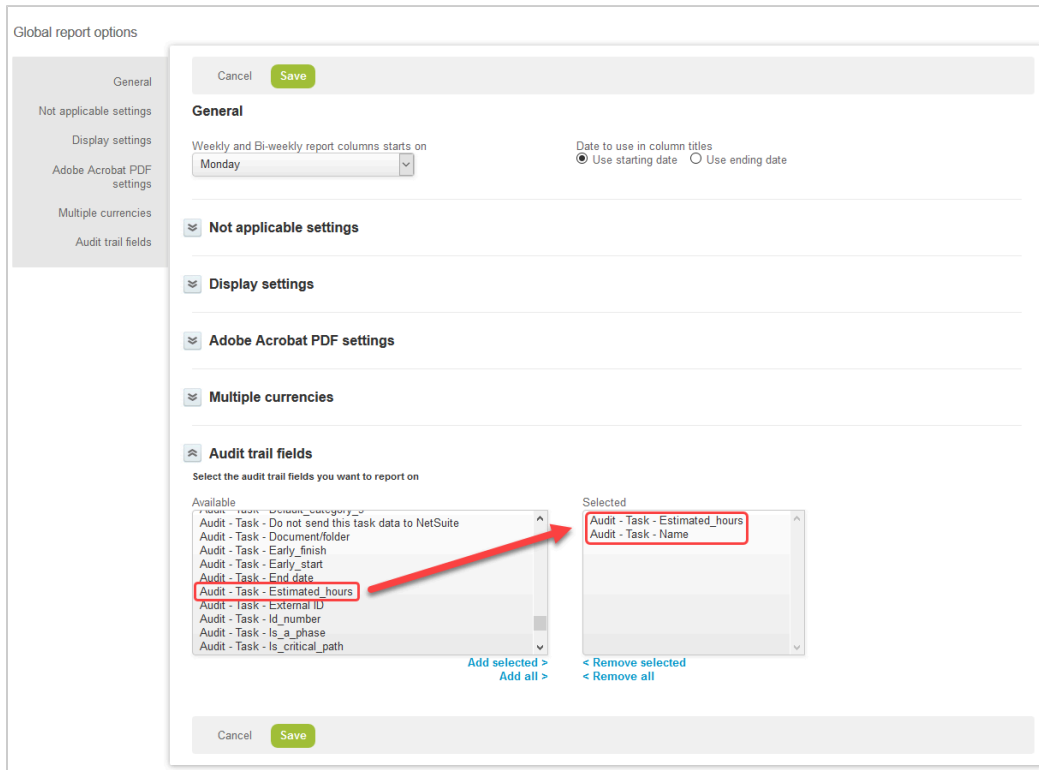 Global report options
General
Not applicable settings
Display settings
Adobe Acrobat PDF
settings
Multiple currencies
Audit trail fields
Cancel Save
General
Weekly and Bi-weekly report columns starts on
Monday
Date to use in column titles
Use starting date Use ending date
Not applicable settings
Display settings
Adobe Acrobat PDF settings
Multiple currencies
Audit trail fields
Select the audit trail fields you want to report on
Available
Audit - Task - Default_category_5
Audit - Task - Do not send this task data to NetSuite
Audit - Task - Document/folder
Audit - Task - Early_finish
Audit - Task - Early_start
Audit - Task - End date
Audit - Task - Estimated_hours
Audit - Task - External ID
Audit - Task - Id_number
Audit - Task - Is_a_phase
Audit - Task - Is_critical_path
Add selected >
Add all >
Selected
Audit - Task - Estimated_hours
Audit - Task - Name
< Remove selected
< Remove all
Cancel Save